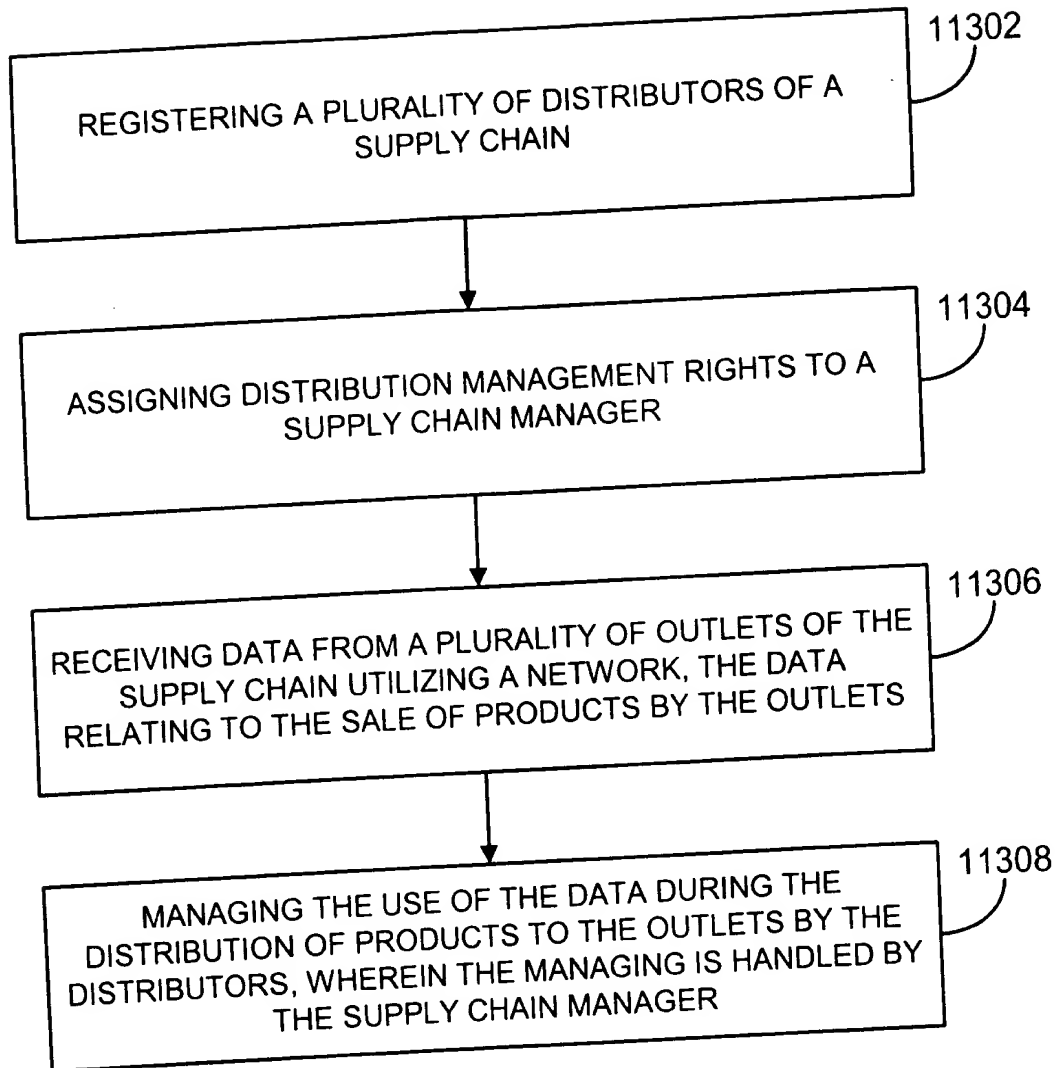 11302
REGISTERING A PLURALITY OF DISTRIBUTORS OF A
SUPPLY CHAIN
11304
ASSIGNING DISTRIBUTION MANAGEMENT RIGHTS TO A
SUPPLY CHAIN MANAGER
11306
RECEIVING DATA FROM A PLURALITY OF OUTLETS OF THE
SUPPLY CHAIN UTILIZING A NETWORK, THE DATA
RELATING TO THE SALE OF PRODUCTS BY THE OUTLETS
11308
MANAGING THE USE OF THE DATA DURING THE
DISTRIBUTION OF PRODUCTS TO THE OUTLETS BY THE
DISTRIBUTORS, WHEREIN THE MANAGING IS HANDLED BY
THE SUPPLY CHAIN MANAGER